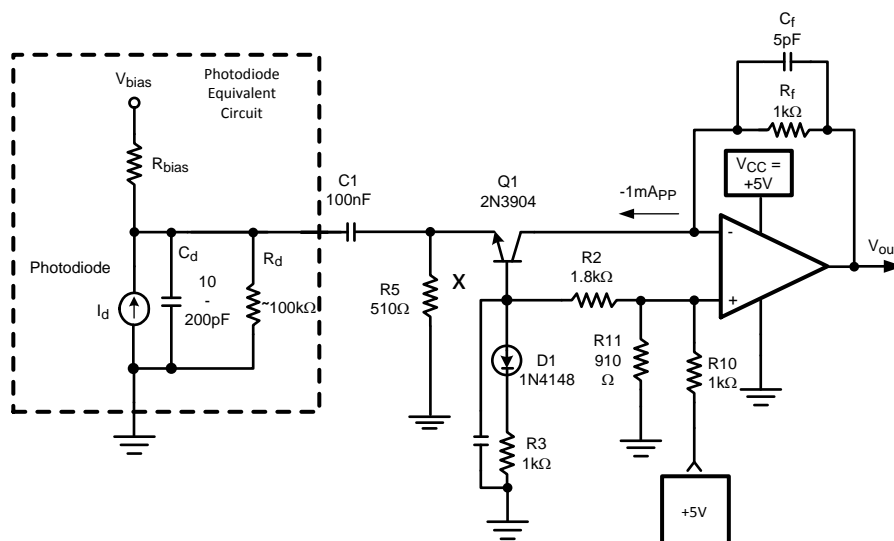 Photodiode
Equivalent
Circuit
Vbias
Rbias
Photodiode
Id
Cd
10
-
200pF
Rd
~100kΩ
C1
100nF
R5
510Ω
X
Q1
2N3904
-1mAPP
R2
1.8kΩ
D1
1N4148
R3
1kΩ
R11
910
Ω
R10
1kΩ
+5V
Cf
5pF
Rf
1kΩ
VCC =
+5V
-
+
Vou